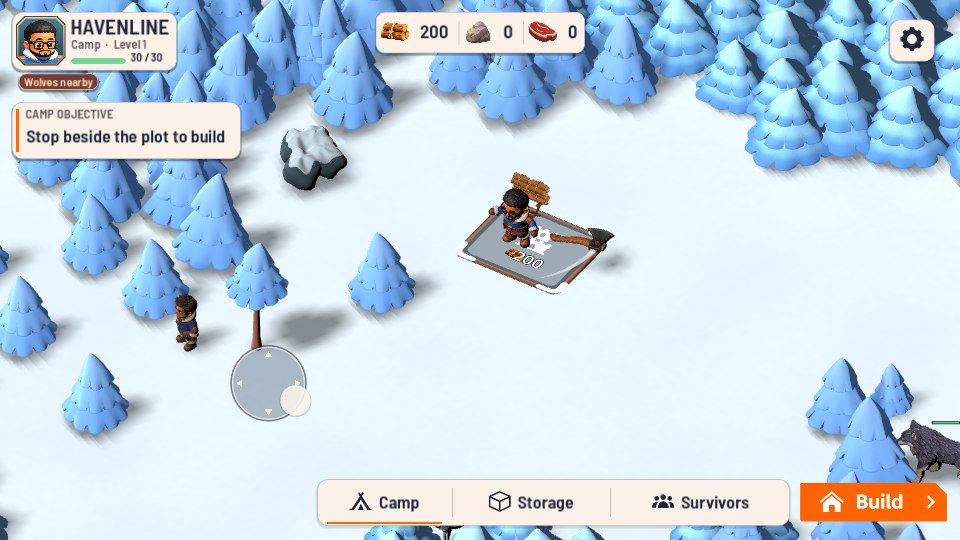 HAVENLINE
Camp · Level 1
30 / 30
Wolves nearby
200
0
0
CAMP OBJECTIVE
Stop beside the plot to build
200
Camp
Storage
Survivors
Build